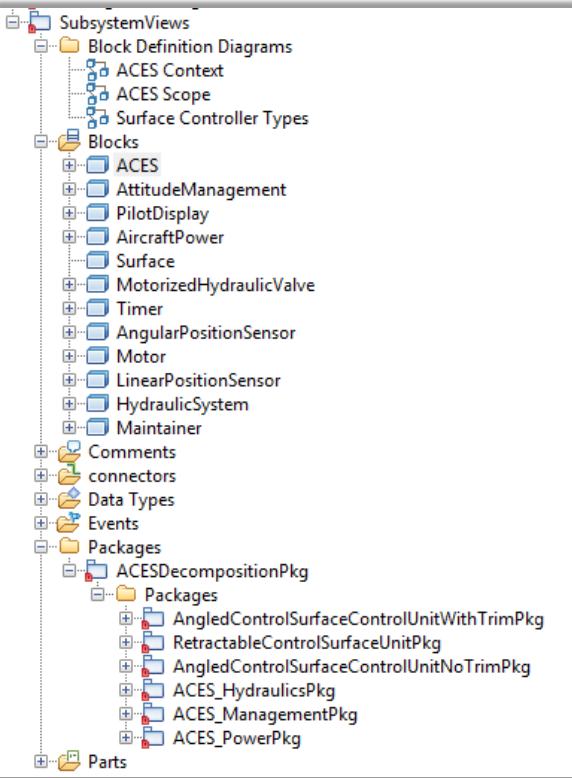 SubsystemViews
Block Definition Diagrams
ACES Context
ACES Scope
Surface Controller Types
Blocks
ACES
AttitudeManagement
PilotDisplay
AircraftPower
Surface
MotorizedHydraulicValve
Timer
AngularPositionSensor
Motor
LinearPositionSensor
HydraulicSystem
Maintainer
Comments
connectors
Data Types
Events
Packages
ACESDecompositionPkg
Packages
AngledControlSurfaceControlUnitWithTrimPkg
RetractableControlSurfaceUnitPkg
AngledControlSurfaceControlUnitNoTrimPkg
ACES_HydraulicsPkg
ACES_ManagementPkg
ACES_PowerPkg
Parts